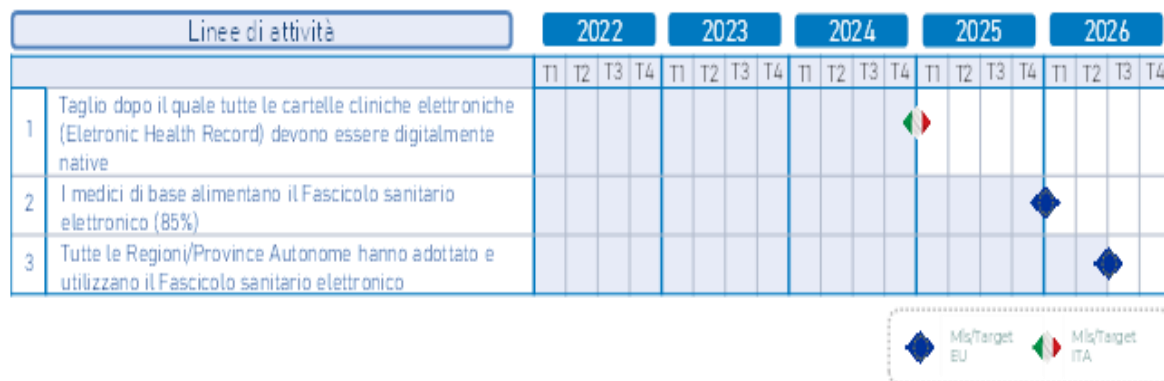 Linee di attività 2022 2023 2024 2025 2026
T1 T2 T3 T4 T1 T2 T3 T4 T1 T2 T3 T4 T1 T2 T3 T4 T1 T2 T3 T4
1 Taglio dopo il quale tutte le cartelle cliniche elettroniche
(Eletronic Health Record) devono essere digitalmente
native
2 I medici di base alimentano il Fascicolo sanitario
elettronico (85%)
3 Tutte le Regioni/Province Autonome hanno adottato e
utilizzano il Fascicolo sanitario elettronico
Mls/Target
EU
Mls/Target
ITA